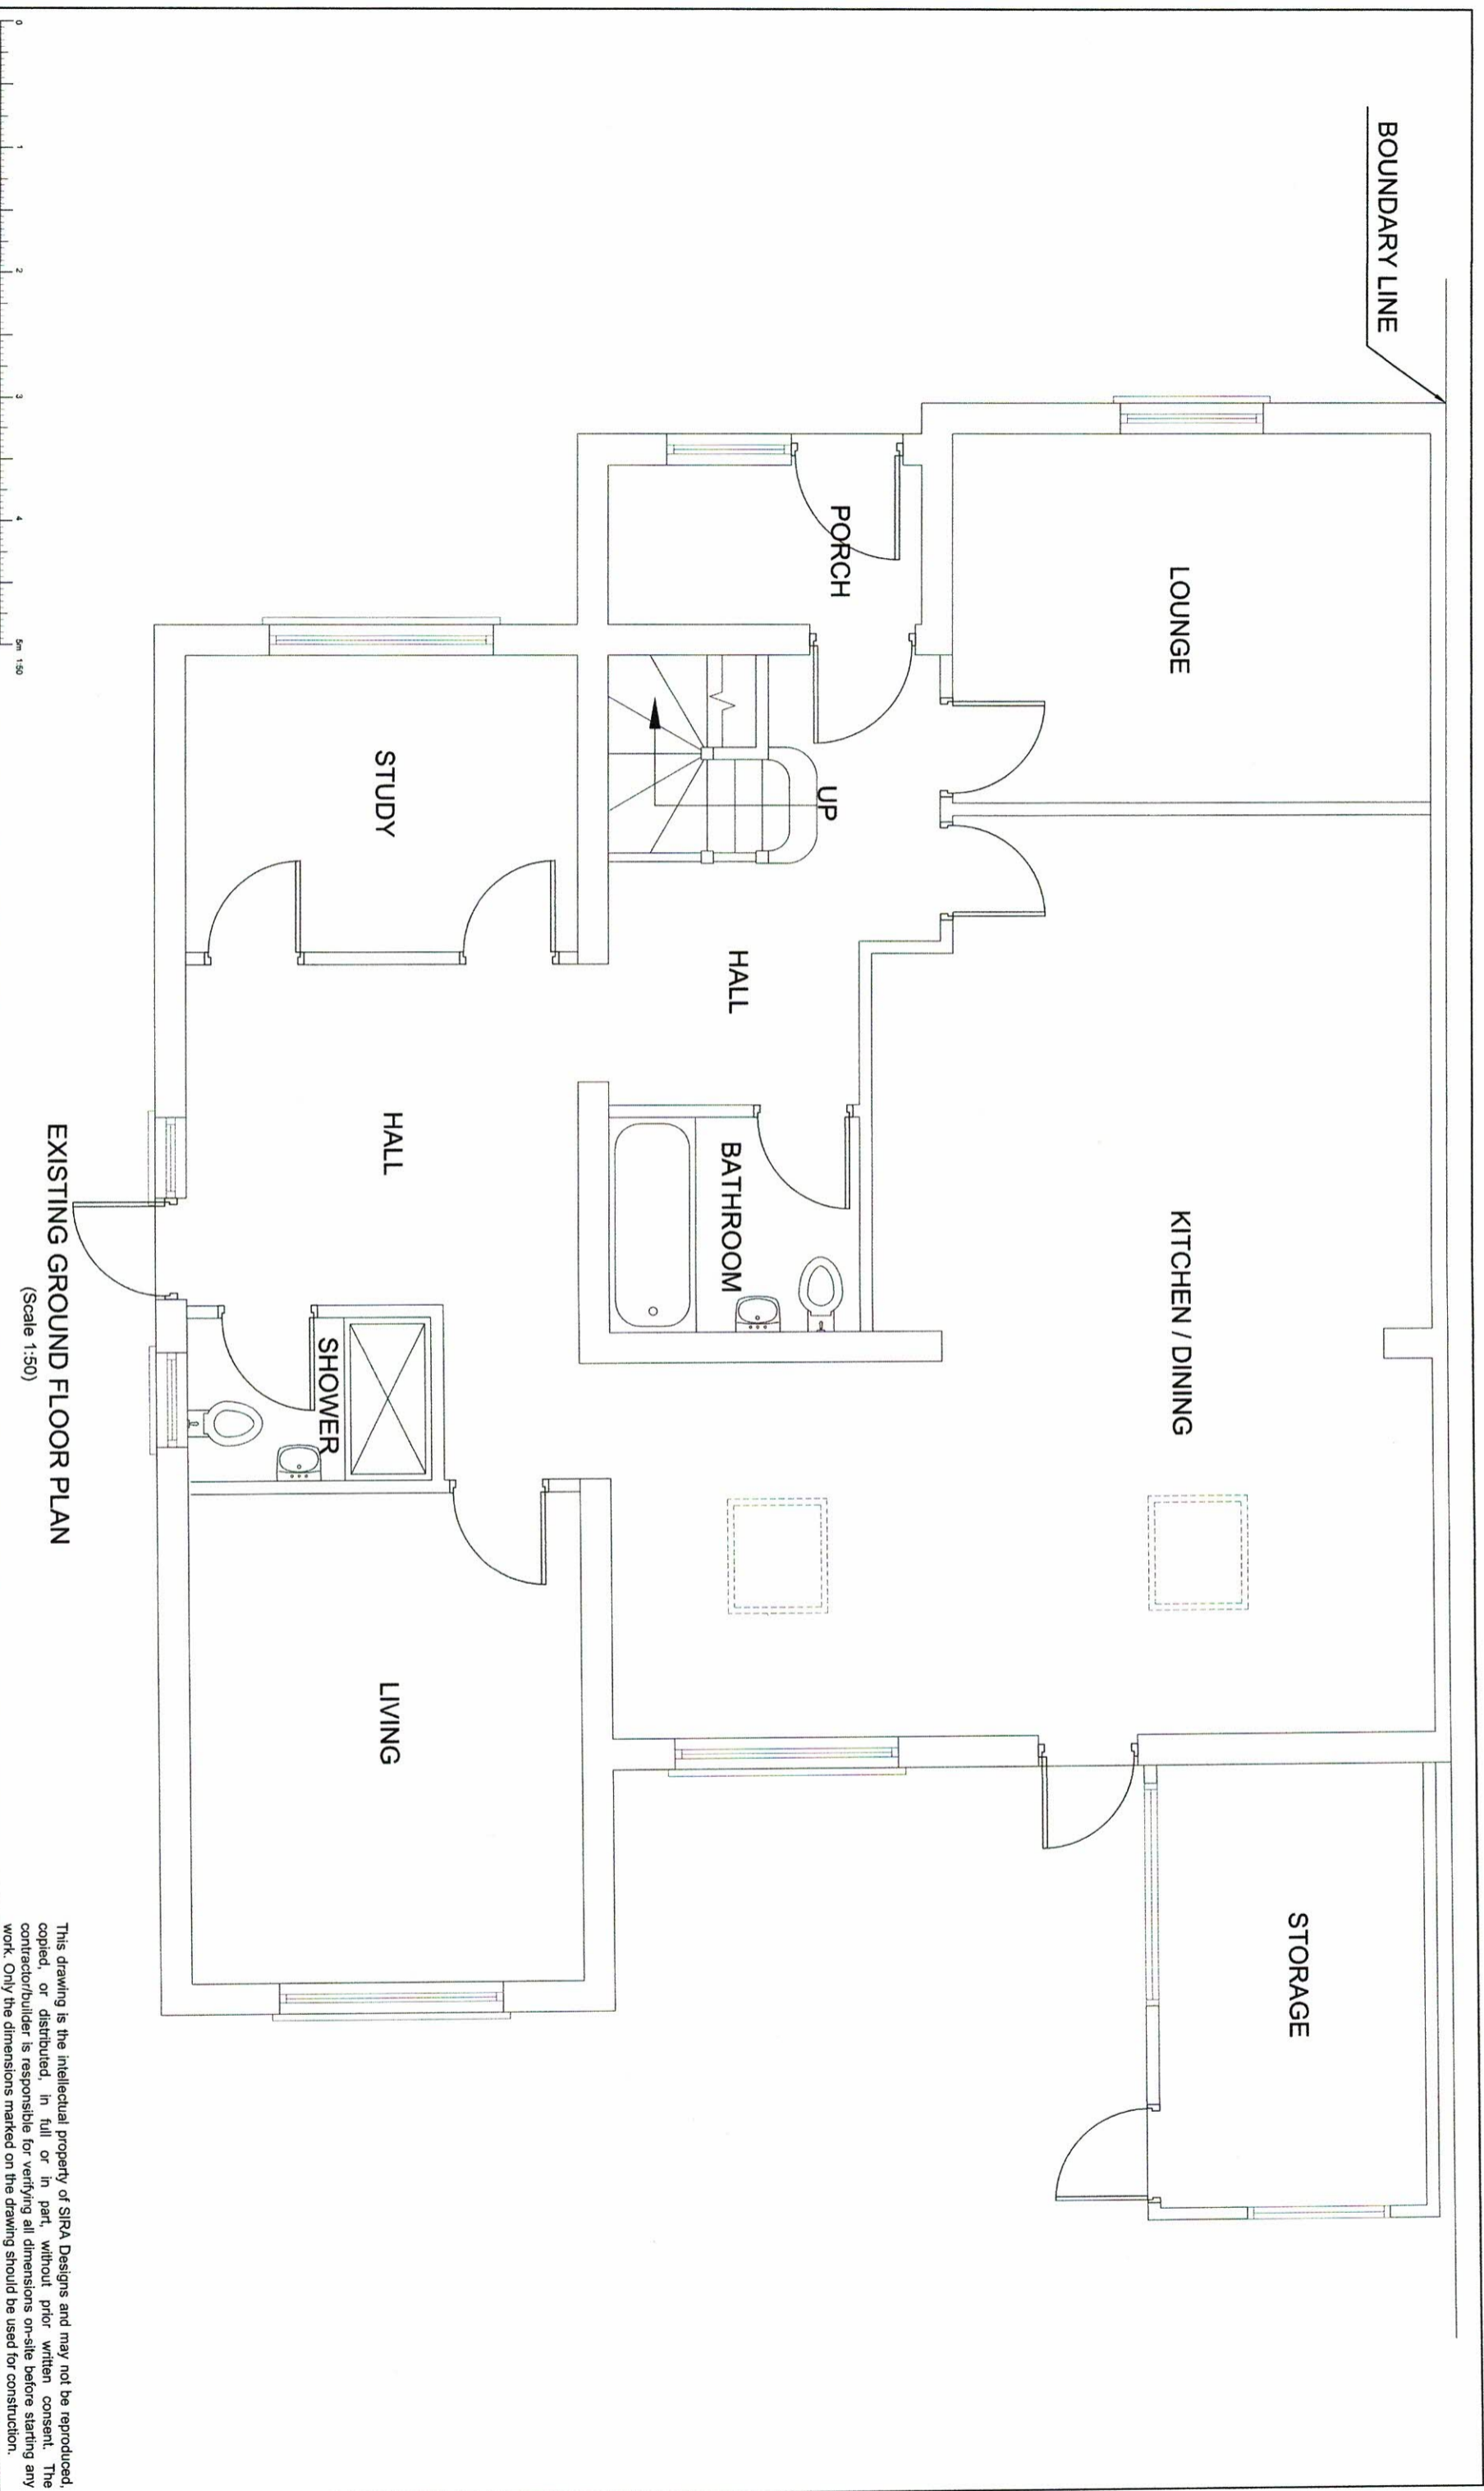 BOUNDARY LINE
LOUNGE
KITCHEN / DINING
STORAGE
PORCH
UP
HALL
BATHROOM
STUDY
HALL
SHOWER
LIVING
EXISTING GROUND FLOOR PLAN
(Scale 1:50)
This drawing is the intellectual property of SIRA Designs and may not be reproduced,
copied, or distributed, in full or in part, without prior written consent. The
contractor/builder is responsible for verifying all dimensions on-site before starting any
work. Only the dimensions marked on the drawing should be used for construction.
0 1 2 3 4 5m 1:50